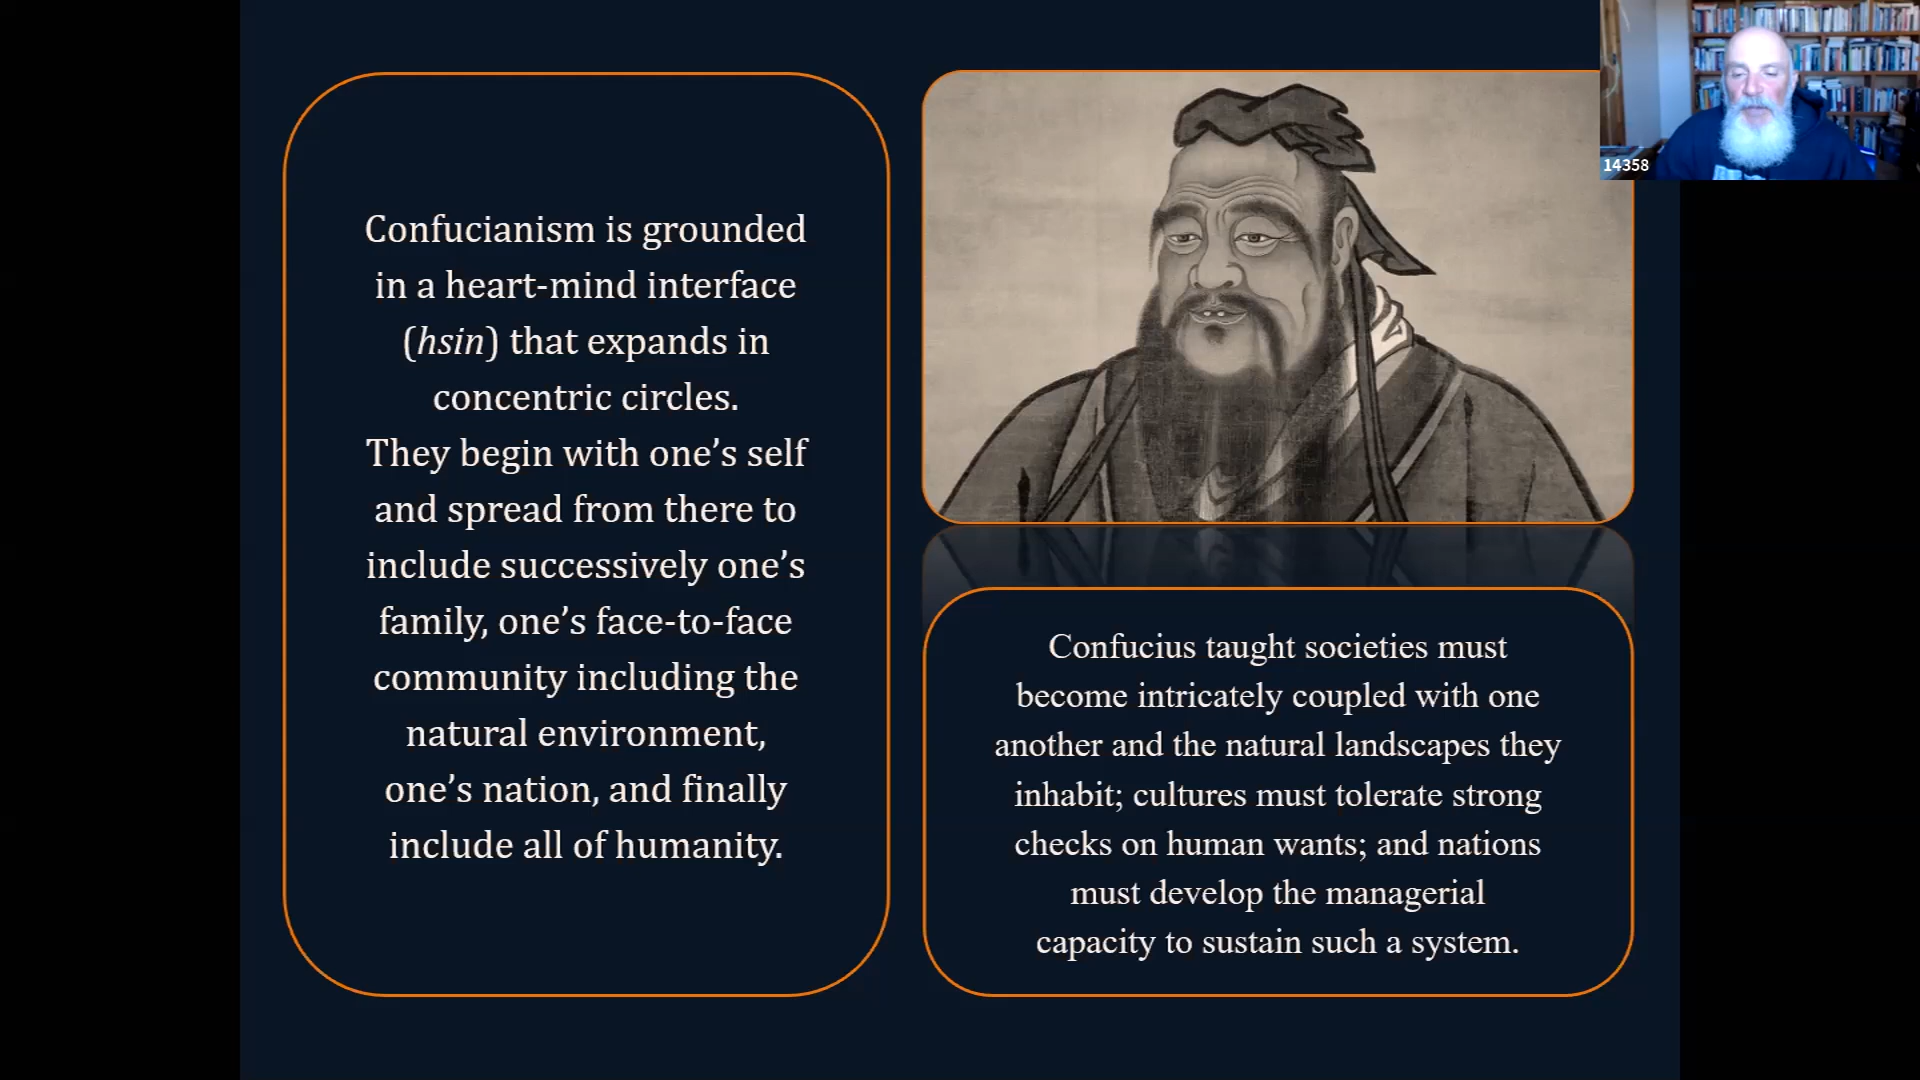 Confucianism is grounded
in a heart-mind interface
(hsin) that expands in
concentric circles.
They begin with one’s self
and spread from there to
include successively one’s
family, one’s face-to-face
community including the
natural environment,
one’s nation, and finally
include all of humanity.
14358
Confucius taught societies must
become intricately coupled with one
another and the natural landscapes they
inhabit; cultures must tolerate strong
checks on human wants; and nations
must develop the managerial
capacity to sustain such a system.